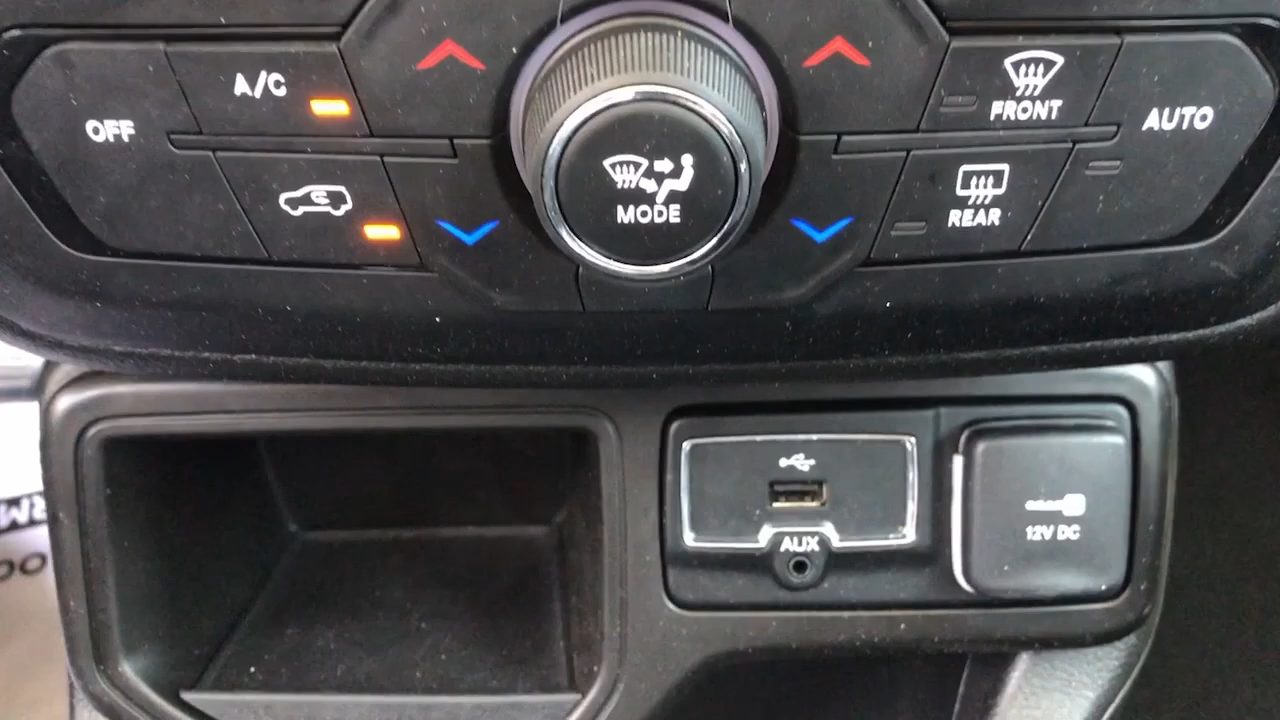 OFF
A/C
MODE
FRONT
REAR
AUTO
AUX
12V DC